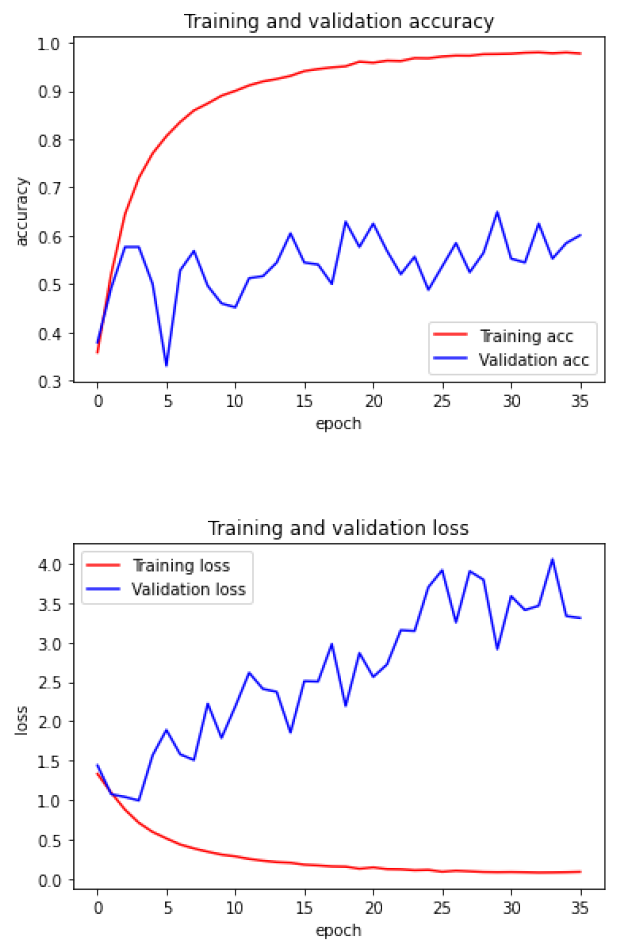 Training and validation accuracy
1.0
0.9
0.8
0.7
0.6
0.5
0.4
0.3
accuracy
Training acc
Validation acc
0 5 10 15 20 25 30 35
epoch
Training and validation loss
Training loss
Validation loss
4.0
3.5
3.0
2.5
2.0
1.5
1.0
0.5
0.0
loss
0 5 10 15 20 25 30 35
epoch